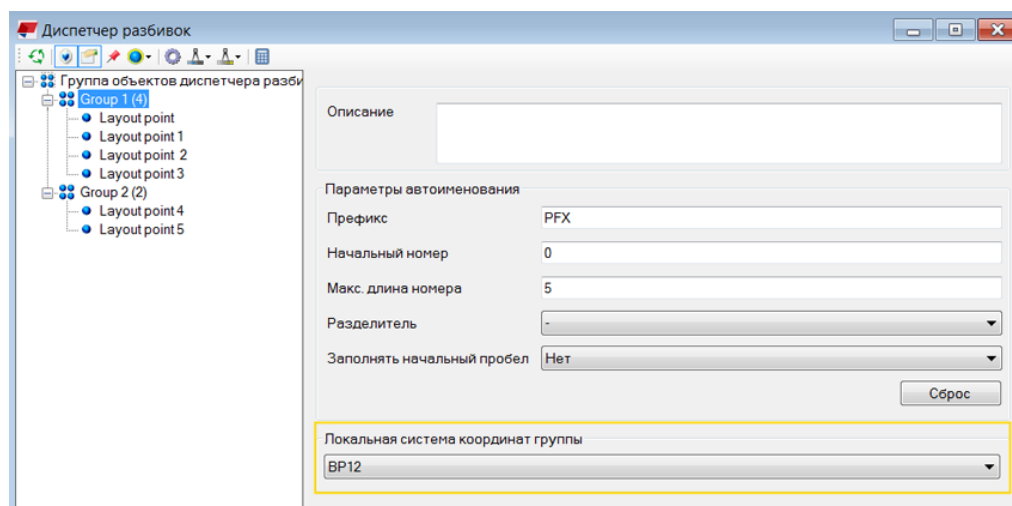 Диспетчер разбивок
Группа объектов диспетчера разби
Group 1 (4)
Layout point
Layout point 1
Layout point 2
Layout point 3
Group 2 (2)
Layout point 4
Layout point 5
Описание
Параметры автоименования
Префикс PFX
Начальный номер 0
Макс. длина номера 5
Разделитель -
Заполнять начальный пробел Нет
Сброс
Локальная система координат группы
BP12